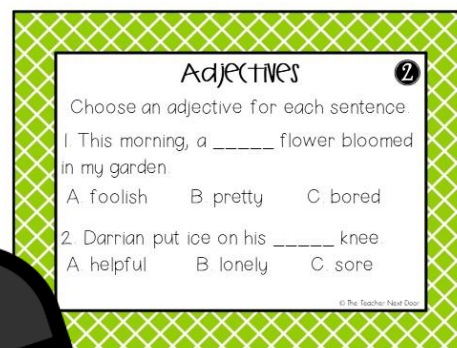 Adjectives
2
Choose an adjective for each sentence.
1. This morning, a _____ flower bloomed
in my garden.
A. foolish B. pretty C. bored
2. Darrian put ice on his _____ knee.
A. helpful B. lonely C. sore
© The Teacher Next Door